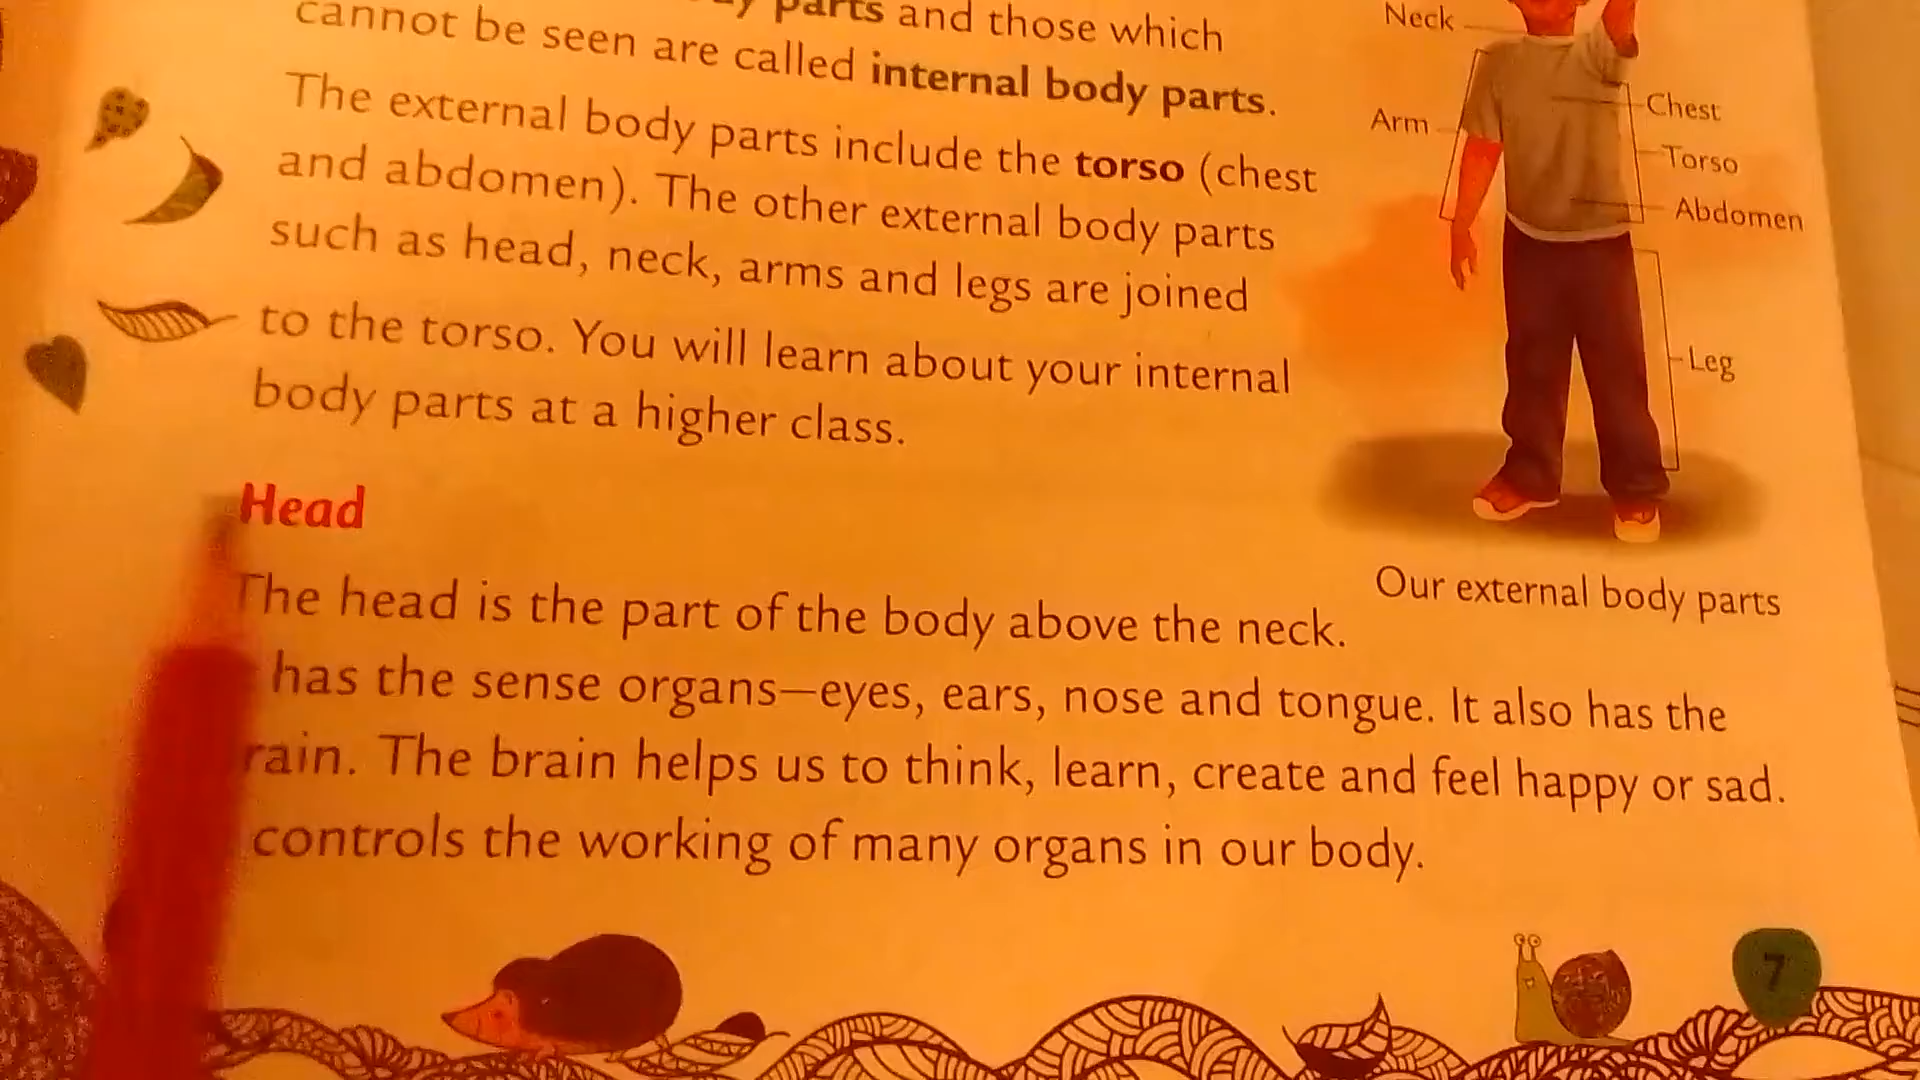 parts and those which
cannot be seen are called internal body parts.
The external body parts include the torso (chest
and abdomen). The other external body parts
such as head, neck, arms and legs are joined
to the torso. You will learn about your internal
body parts at a higher class.
Neck
Arm
Chest
Torso
Abdomen
Leg
Our external body parts
Head
The head is the part of the body above the neck.
has the sense organs—eyes, ears, nose and tongue. It also has the
rain. The brain helps us to think, learn, create and feel happy or sad.
controls the working of many organs in our body.
7